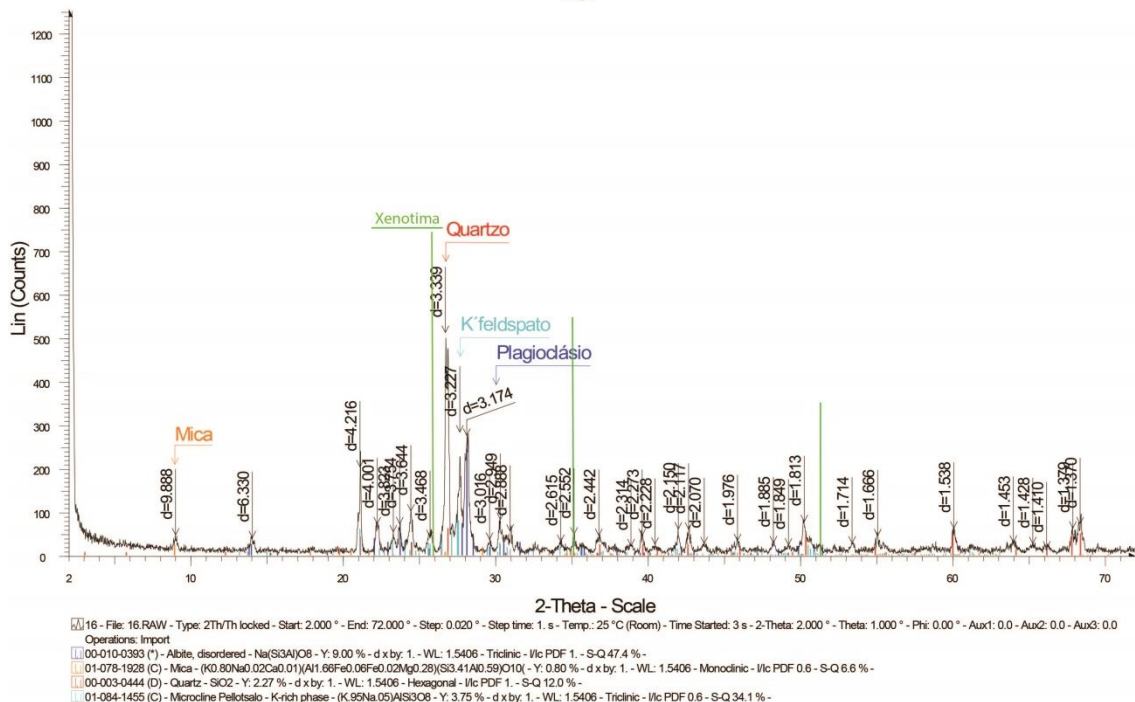 Lin (Counts)
1200
1100
1000
900
800
700
600
500
400
300
200
100
0
Xenotima
Quartzo
K´feldspato
Plagioclásio
Mica
d=9.888
d=6.330
d=4.216
d=4.001
d=3.823
d=3.734
d=3.644
d=3.468
d=3.339
d=3.227
d=3.174
d=3.016
d=2.949
d=2.888
d=2.615
d=2.552
d=2.442
d=2.314
d=2.273
d=2.228
d=2.150
d=2.117
d=2.070
d=1.976
d=1.885
d=1.849
d=1.813
d=1.714
d=1.666
d=1.538
d=1.453
d=1.428
d=1.410
d=1.379
d=1.370
2 10 20 30 40 50 60 70
2-Theta - Scale
16 - File: 16.RAW - Type: 2Th/Th locked - Start: 2.000 ° - End: 72.000 ° - Step: 0.020 ° - Step time: 1. s - Temp.: 25 °C (Room) - Time Started: 3 s - 2-Theta: 2.000 ° - Theta: 1.000 ° - Phi: 0.00 ° - Aux1: 0.0 - Aux2: 0.0 - Aux3: 0.0
Operations: Import
00-010-0393 (*) - Albite, disordered - Na(Si3Al)O8 - Y: 9.00 % - d x by: 1. - WL: 1.5406 - Triclinic - I/Ic PDF 1. - S-Q 47.4 % -
01-078-1928 (C) - Mica - (K0.80Na0.02Ca0.01)(Al1.66Fe0.06Fe0.02Mg0.28)(Si3.41Al0.59)O10( - Y: 0.80 % - d x by: 1. - WL: 1.5406 - Monoclinic - I/Ic PDF 0.6 - S-Q 6.6 % -
00-003-0444 (D) - Quartz - SiO2 - Y: 2.27 % - d x by: 1. - WL: 1.5406 - Hexagonal - I/Ic PDF 1. - S-Q 12.0 % -
01-084-1455 (C) - Microcline Pellotsalo - K-rich phase - (K.95Na.05)AlSi3O8 - Y: 3.75 % - d x by: 1. - WL: 1.5406 - Triclinic - I/Ic PDF 0.6 - S-Q 34.1 % -